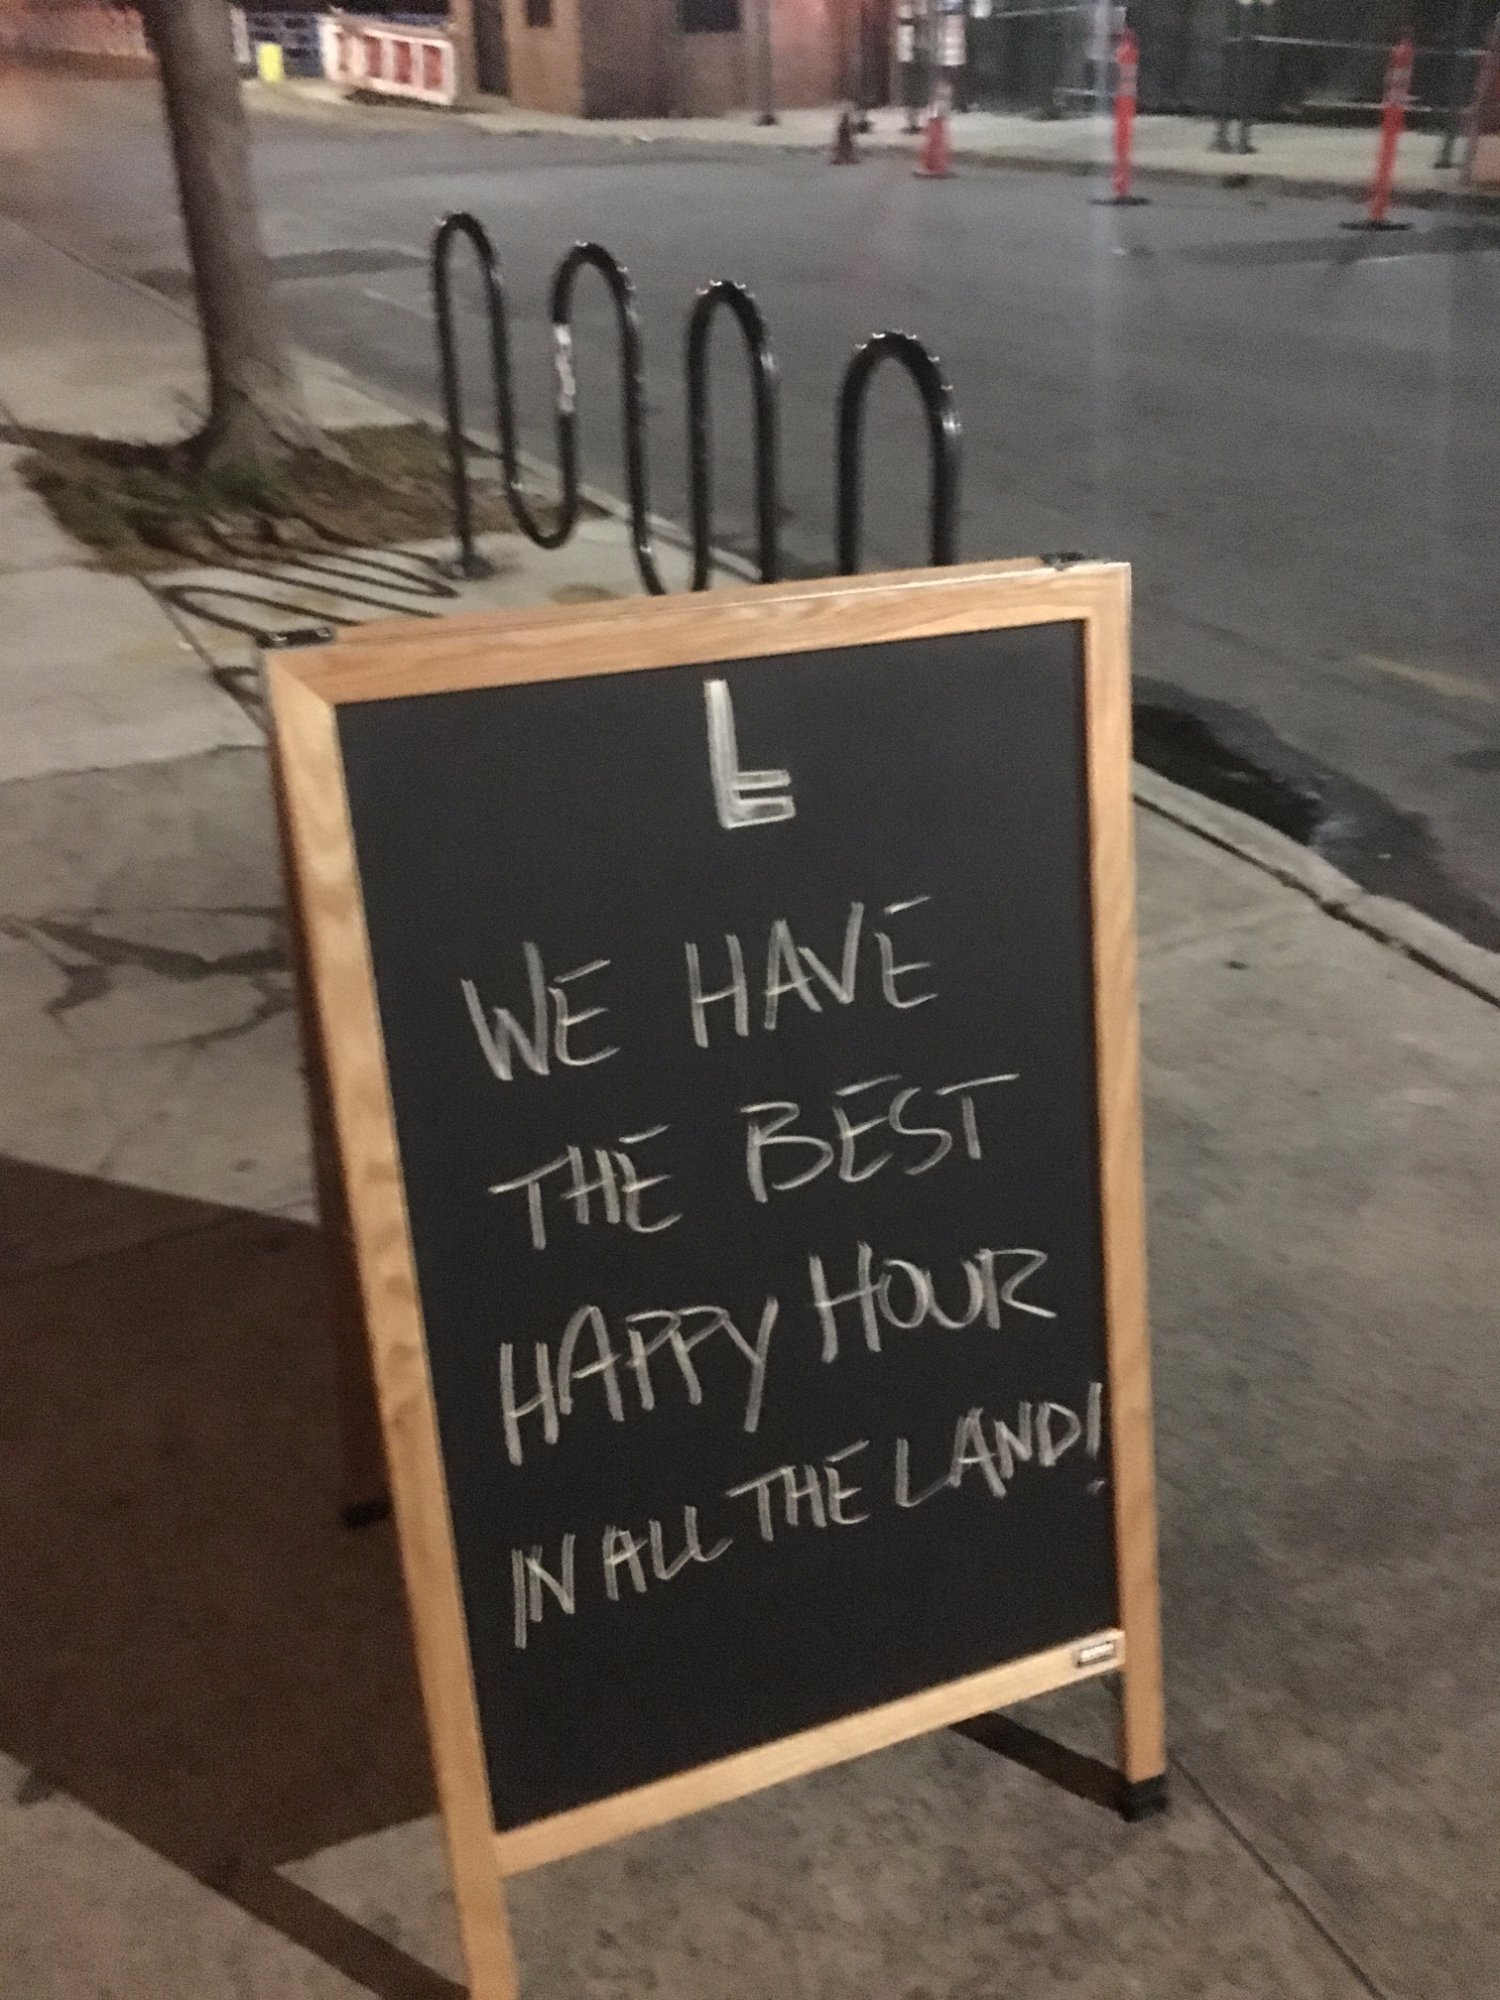 L
WE HAVE
THE BEST
HAPPY HOUR
IN ALL THE LAND!